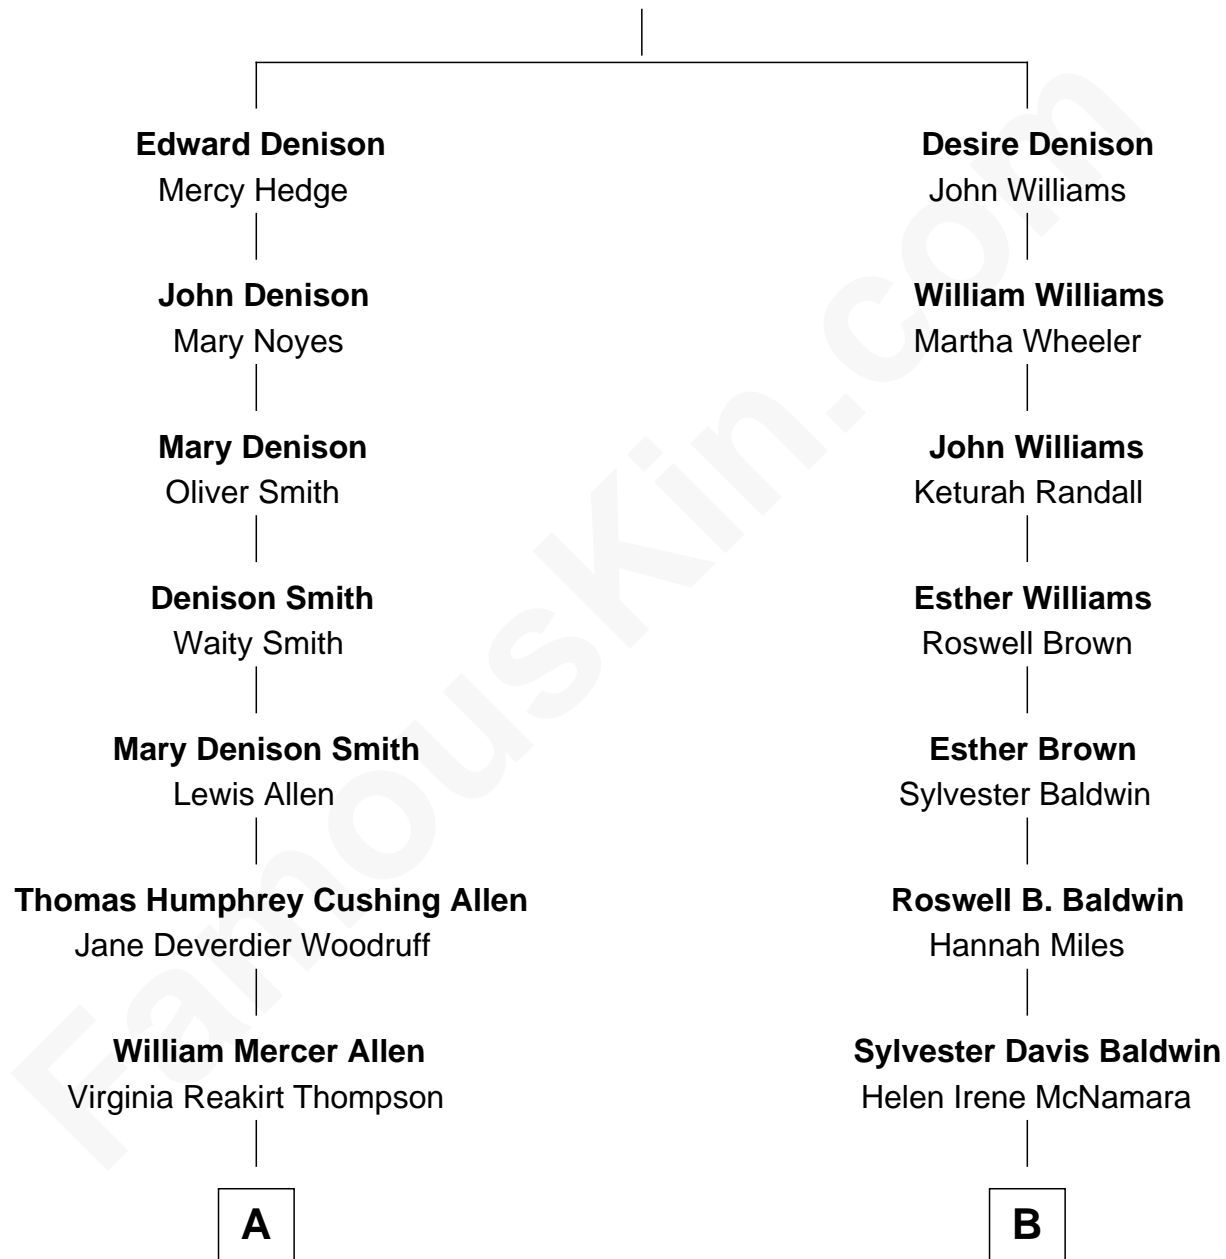 Edward Denison
Mercy Hedge
John Denison
Mary Noyes
Mary Denison
Oliver Smith
Denison Smith
Waity Smith
Mary Denison Smith
Lewis Allen
Thomas Humphrey Cushing Allen
Jane Deverdier Woodruff
William Mercer Allen
Virginia Reakirt Thompson
A
Desire Denison
John Williams
William Williams
Martha Wheeler
John Williams
Keturah Randall
Esther Williams
Roswell Brown
Esther Brown
Sylvester Baldwin
Roswell B. Baldwin
Hannah Miles
Sylvester Davis Baldwin
Helen Irene McNamara
B
FamousKin.com